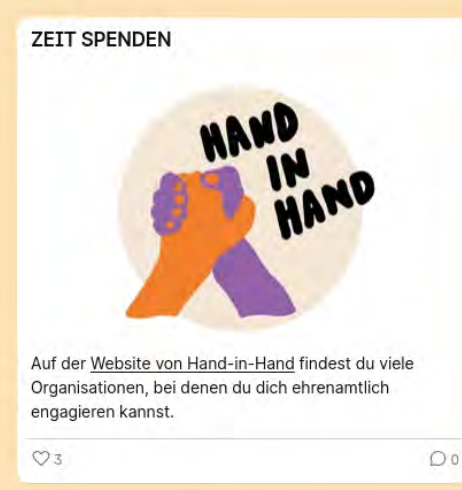 ZEIT SPENDEN
HAND
IN
HAND
Auf der Website von Hand-in-Hand findest du viele
Organisationen, bei denen du dich ehrenamtlich
engagieren kannst.
3
0